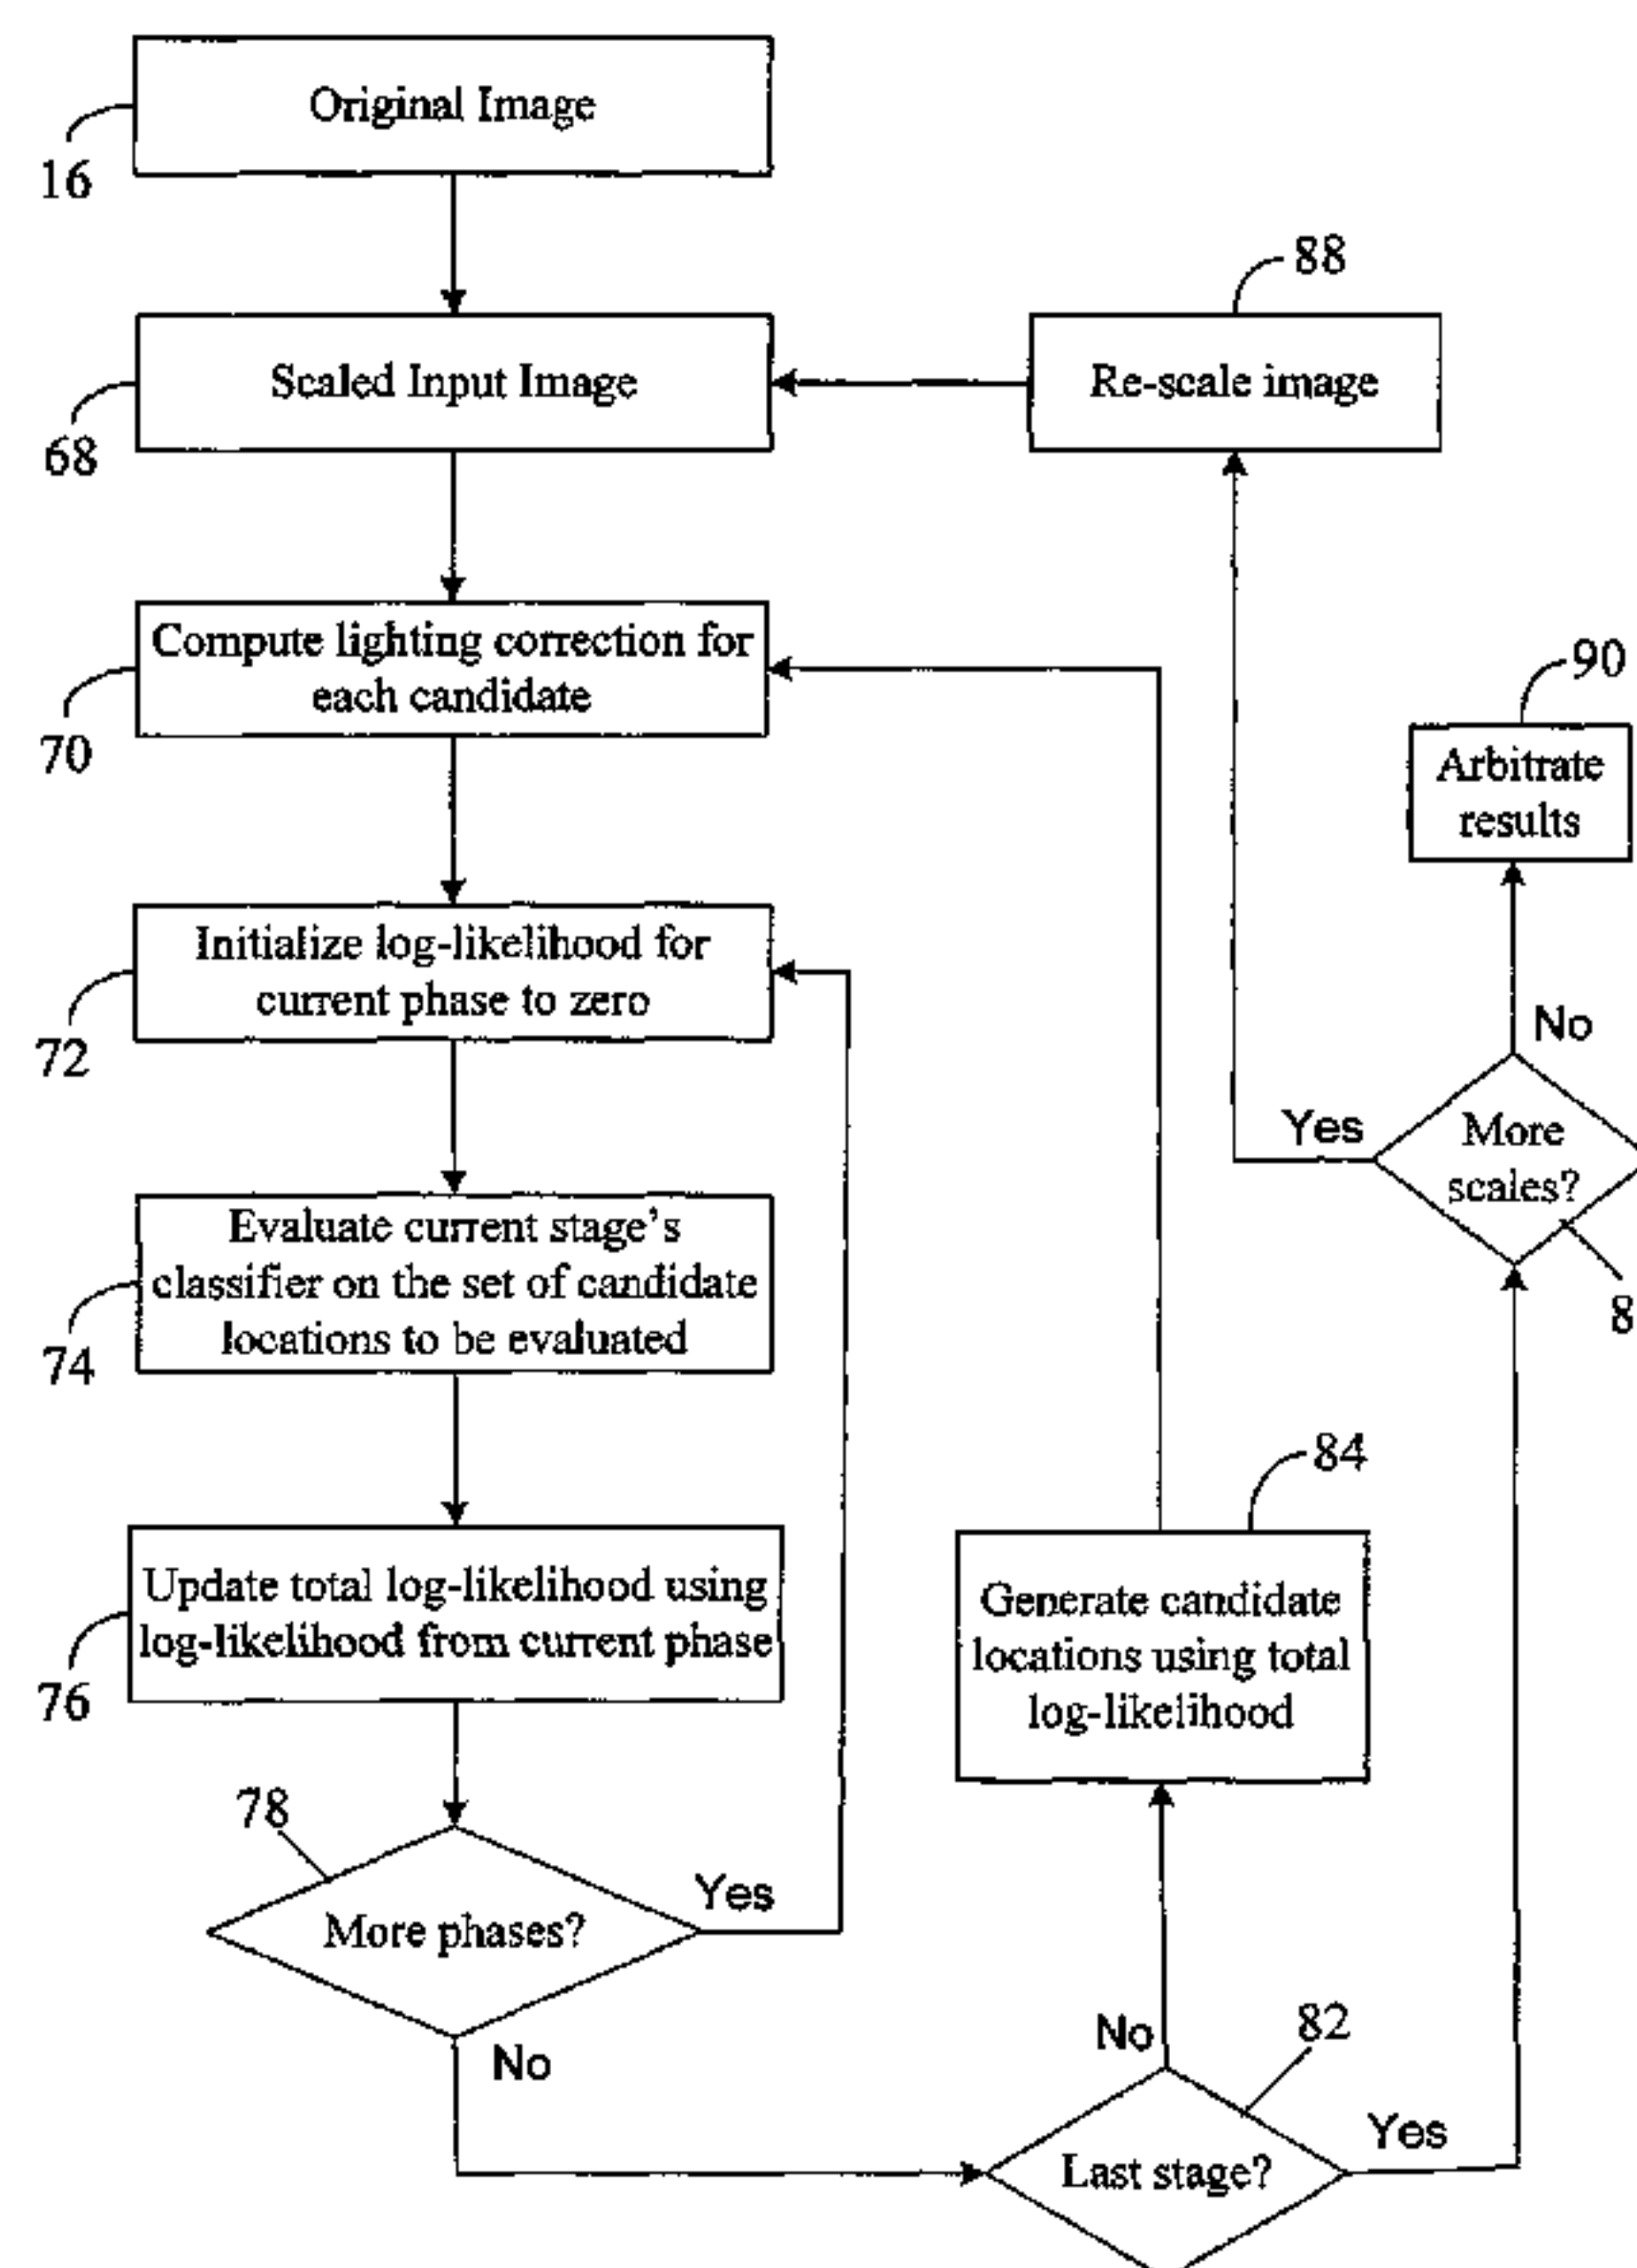 Original Image
16
88
Scaled Input Image
Re-scale image
68
Compute lighting correction for
each candidate
70
90
Arbitrate
results
Initialize log-likelihood for
current phase to zero
72
No
Yes
More
scales?
8
Evaluate current stage's
classifier on the set of candidate
locations to be evaluated
74
84
Update total log-likelihood using
log-likelihood from current phase
76
Generate candidate
locations using total
log-likelihood
78
Yes
More phases?
No
No
82
Yes
Last stage?